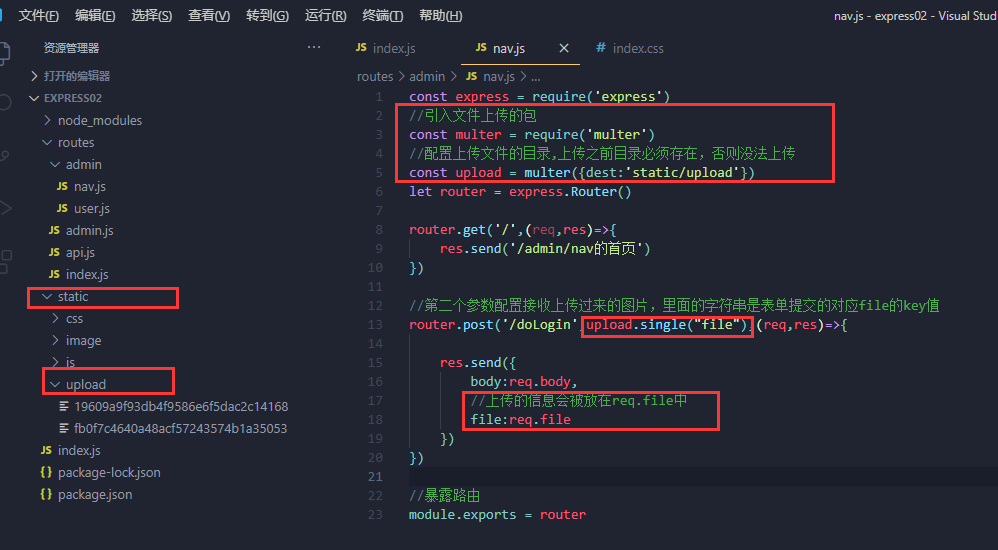 文件(F) 编辑(E) 选择(S) 查看(V) 转到(G) 运行(R) 终端(T) 帮助(H) nav.js - express02 - Visual Stud
资源管理器 ...
打开的编辑器
EXPRESS02
node_modules
routes
admin
JS nav.js
JS user.js
JS admin.js
JS api.js
JS index.js
static
css
image
js
upload
19609a9f93db4f9586e6f5dac2c14168
fb0f7c4640a48acf57243574b1a35053
JS index.js
{} package-lock.json
{} package.json
JS index.js JS nav.js × # index.css
routes > admin > JS nav.js > ...
1 const express = require('express')
2 //引入文件上传的包
3 const multer = require('multer')
4 //配置上传文件的目录,上传之前目录必须存在，否则没法上传
5 const upload = multer({dest:'static/upload'})
6 let router = express.Router()
7
8 router.get('/',(req,res)=>{
9 res.send('/admin/nav的首页')
10 })
11
12 //第二个参数配置接收上传过来的图片，里面的字符串是表单提交的对应file的key值
13 router.post('/doLogin',upload.single("file"),(req,res)=>{
14
15 res.send({
16 body:req.body,
17 //上传的信息会被放在req.file中
18 file:req.file
19 })
20 })
21
22 //暴露路由
23 module.exports = router